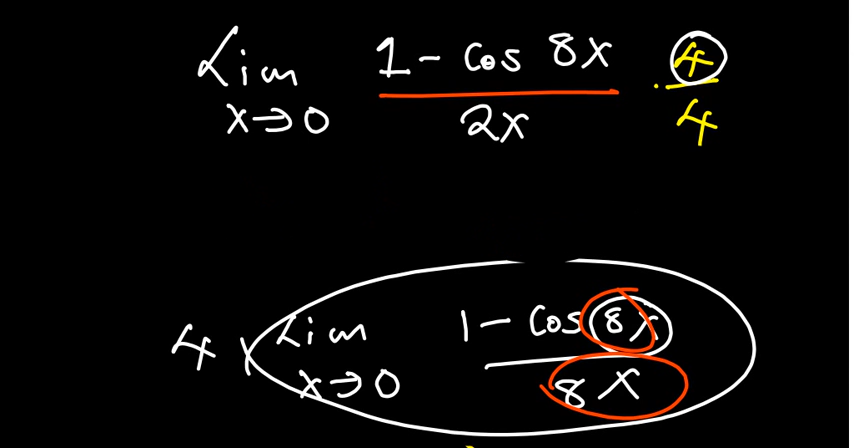 Lim 1 - cos 8x 4
x→0 2x · 4
4 Lim 1 - Cos 8x
x→0 8x